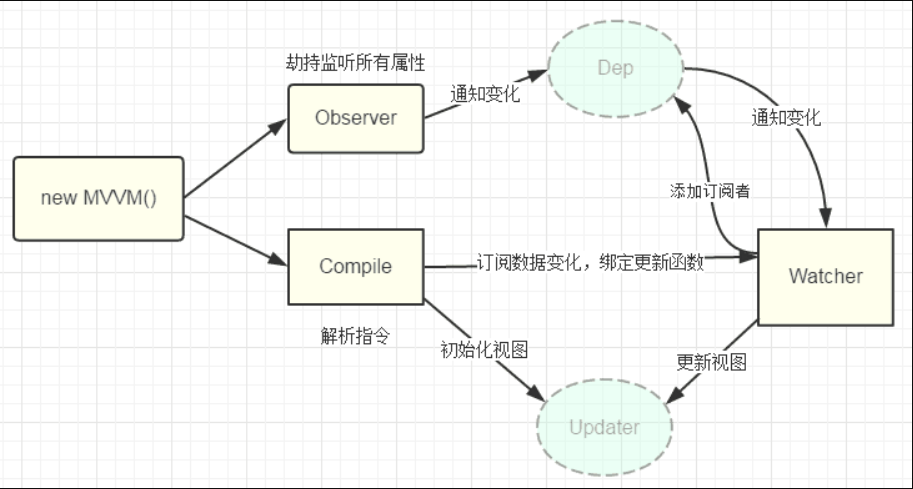 劫持监听所有属性
Observer
通知变化
Dep
通知变化
new MVVM()
添加订阅者
Compile
订阅数据变化，绑定更新函数
Watcher
解析指令
初始化视图
更新视图
Updater